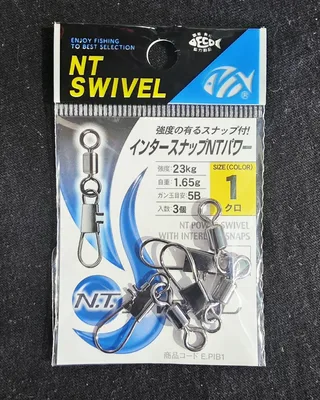 ENJOY FISHING
TO BEST SELECTION
NT
SWIVEL
強度の有るスナップ付!
インタースナップNTパワー
強度: 23kg
自重: 1.65g
ガン玉目安: 5B
入数: 3個
SIZE(COLOR)
1
クロ
NT POWER SWIVEL
WITH INTER SNAPS
N.T.
商品コード E.PIB1